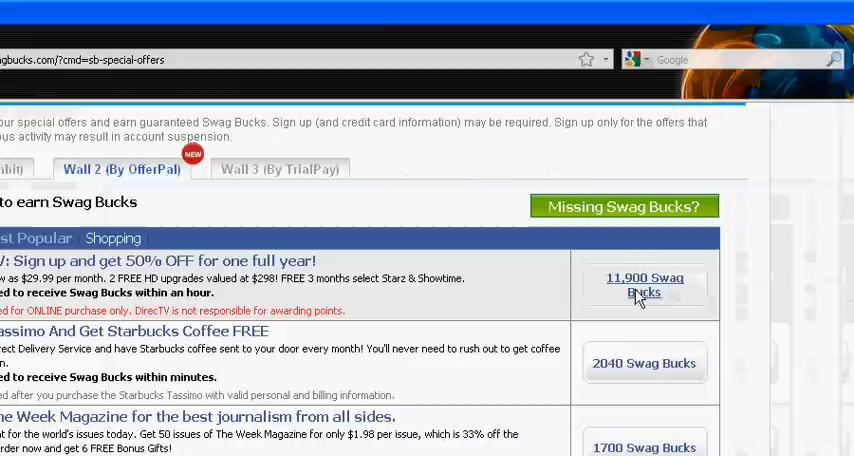 agbucks.com/?cmd=sb-special-offers
Google
our special offers and earn guaranteed Swag Bucks. Sign up (and credit card information) may be required. Sign up only for the offers that
ous activity may result in account suspension.
NEW
nbit)
Wall 2 (By OfferPal)
Wall 3 (By TrialPay)
to earn Swag Bucks
Missing Swag Bucks?
st Popular
Shopping
V: Sign up and get 50% OFF for one full year!
w as $29.99 per month. 2 FREE HD upgrades valued at $298! FREE 3 months select Starz & Showtime.
ed to receive Swag Bucks within an hour.
ed for ONLINE purchase only. DirecTV is not responsible for awarding points.
11,900 Swag
Bucks
assimo And Get Starbucks Coffee FREE
rect Delivery Service and have Starbucks coffee sent to your door every month! You'll never need to rush out to get coffee
n.
ed to receive Swag Bucks within minutes.
ed after you purchase the Starbucks Tassimo with valid personal and billing information.
2040 Swag Bucks
he Week Magazine for the best journalism from all sides.
t for the world's issues today. Get 50 issues of The Week Magazine for only $1.98 per issue, which is 33% off the
rder now and get 6 FREE Bonus Gifts!
1700 Swag Bucks